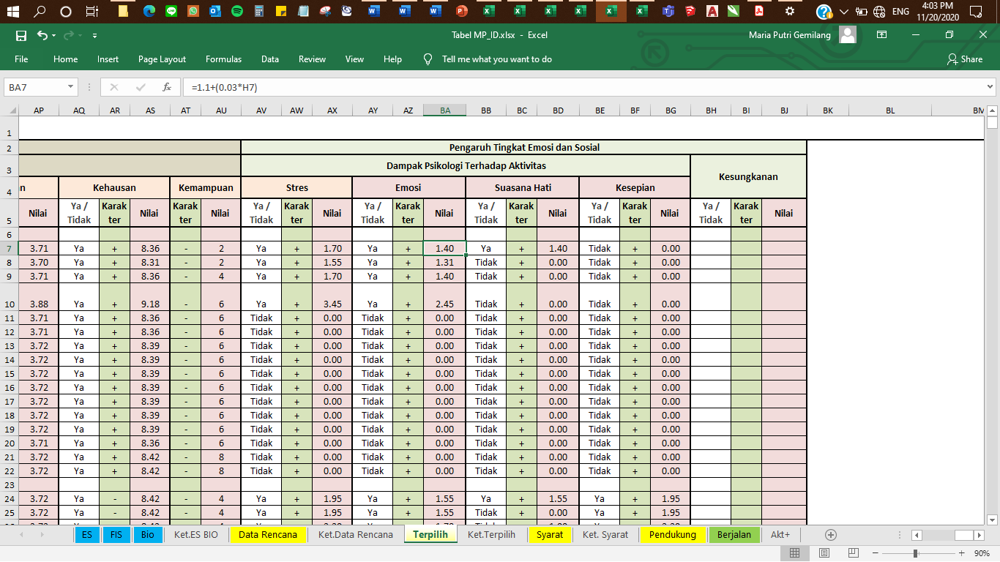 ENG 4:03 PM
11/20/2020
Tabel MP_ID.xlsx - Excel Maria Putri Gemilang
File Home Insert Page Layout Formulas Data Review View Help Tell me what you want to do Share
BA7 fx =1.1+(0.03*H7)
AP AQ AR AS AT AU AV AW AX AY AZ BA BB BC BD BE BF BG BH BI BJ BK BL BM
1
2 Pengaruh Tingkat Emosi dan Sosial
3 Dampak Psikologi Terhadap Aktivitas Kesungkanan
4 n Kehausan Kemampuan Stres Emosi Suasana Hati Kesepian
5 Nilai Ya / Tidak Karak ter Nilai Karak ter Nilai Ya / Tidak Karak ter Nilai Ya / Tidak Karak ter Nilai Ya / Tidak Karak ter Nilai Ya / Tidak Karak ter Nilai Ya / Tidak Karak ter Nilai
6
7 3.71 Ya + 8.36 - 2 Ya + 1.70 Ya + 1.40 Ya + 1.40 Tidak + 0.00
8 3.70 Ya + 8.31 - 2 Ya + 1.55 Ya + 1.31 Tidak + 0.00 Tidak + 0.00
9 3.71 Ya + 8.36 - 4 Ya + 1.70 Ya + 1.40 Tidak + 0.00 Tidak + 0.00
10 3.88 Ya + 9.18 - 6 Ya + 3.45 Ya + 2.45 Tidak + 0.00 Tidak + 0.00
11 3.71 Ya + 8.36 - 6 Tidak + 0.00 Tidak + 0.00 Tidak + 0.00 Tidak + 0.00
12 3.71 Ya + 8.36 - 6 Tidak + 0.00 Tidak + 0.00 Tidak + 0.00 Tidak + 0.00
13 3.72 Ya + 8.39 - 6 Tidak + 0.00 Tidak + 0.00 Tidak + 0.00 Tidak + 0.00
14 3.72 Ya + 8.39 - 6 Tidak + 0.00 Tidak + 0.00 Tidak + 0.00 Tidak + 0.00
15 3.72 Ya + 8.39 - 6 Tidak + 0.00 Tidak + 0.00 Tidak + 0.00 Tidak + 0.00
16 3.72 Ya + 8.39 - 6 Tidak + 0.00 Tidak + 0.00 Tidak + 0.00 Tidak + 0.00
17 3.72 Ya + 8.39 - 6 Tidak + 0.00 Tidak + 0.00 Tidak + 0.00 Tidak + 0.00
18 3.72 Ya + 8.39 - 6 Tidak + 0.00 Tidak + 0.00 Tidak + 0.00 Tidak + 0.00
19 3.72 Ya + 8.39 - 6 Tidak + 0.00 Tidak + 0.00 Tidak + 0.00 Tidak + 0.00
20 3.71 Ya + 8.36 - 6 Tidak + 0.00 Tidak + 0.00 Tidak + 0.00 Tidak + 0.00
21 3.72 Ya + 8.42 - 8 Tidak + 0.00 Tidak + 0.00 Tidak + 0.00 Tidak + 0.00
22 3.72 Ya + 8.42 - 8 Tidak + 0.00 Tidak + 0.00 Tidak + 0.00 Tidak + 0.00
23
24 3.72 Ya - 8.42 - 4 Ya + 1.95 Ya + 1.55 Ya + 1.55 Ya + 1.95
25 3.72 Ya - 8.42 - 4 Ya + 1.95 Ya + 1.55 Tidak + 0.00 Ya + 1.95
ES FIS Bio Ket.ES BIO Data Rencana Ket.Data Rencana Terpilih Ket.Terpilih Syarat Ket. Syarat Pendukung Berjalan Akt+
90%